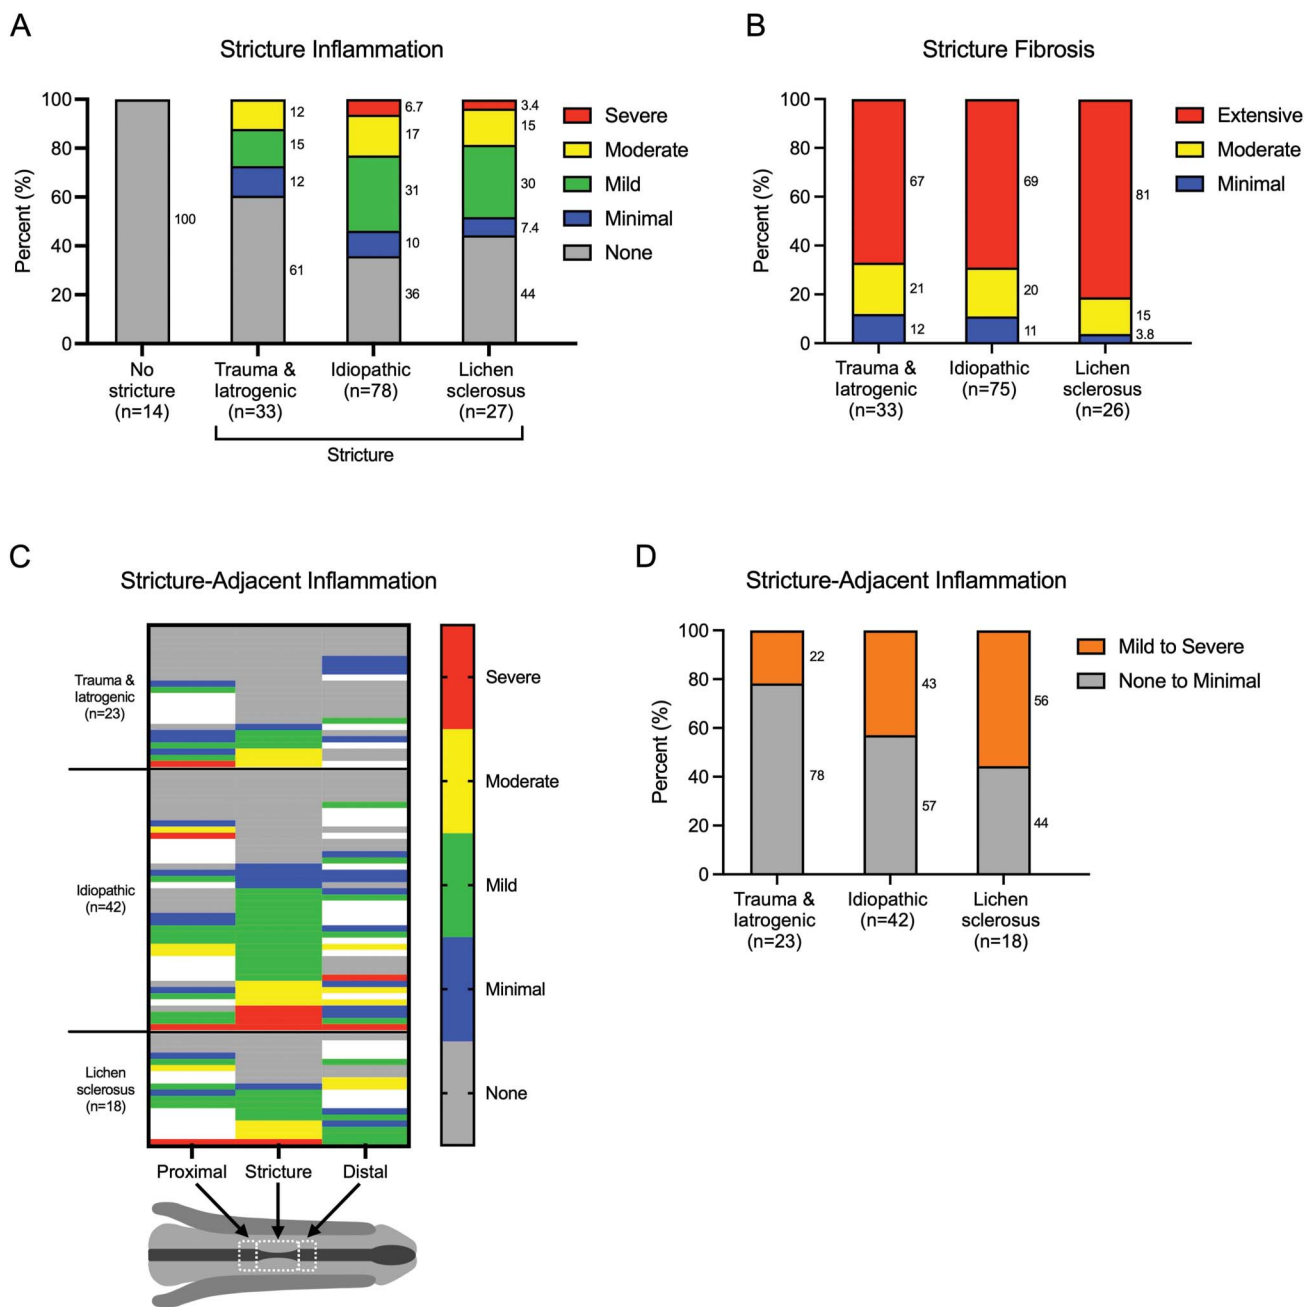 A
Stricture Inflammation
Percent (%)
100
80
60
40
20
0
100
12
15
12
61
6.7
17
31
10
36
3.4
15
30
7.4
44
Severe
Moderate
Mild
Minimal
None
No
stricture
(n=14)
Trauma &
Iatrogenic
(n=33)
Idiopathic
(n=78)
Lichen
sclerosus
(n=27)
Stricture
B
Stricture Fibrosis
Percent (%)
100
80
60
40
20
0
67
21
12
69
20
11
81
15
3.8
Extensive
Moderate
Minimal
Trauma &
Iatrogenic
(n=33)
Idiopathic
(n=75)
Lichen
sclerosus
(n=26)
C
Stricture-Adjacent Inflammation
Trauma &
Iatrogenic
(n=23)
Idiopathic
(n=42)
Lichen
sclerosus
(n=18)
Severe
Moderate
Mild
Minimal
None
Proximal Stricture Distal
D
Stricture-Adjacent Inflammation
Percent (%)
100
80
60
40
20
0
22
78
43
57
56
44
Mild to Severe
None to Minimal
Trauma &
Iatrogenic
(n=23)
Idiopathic
(n=42)
Lichen
sclerosus
(n=18)